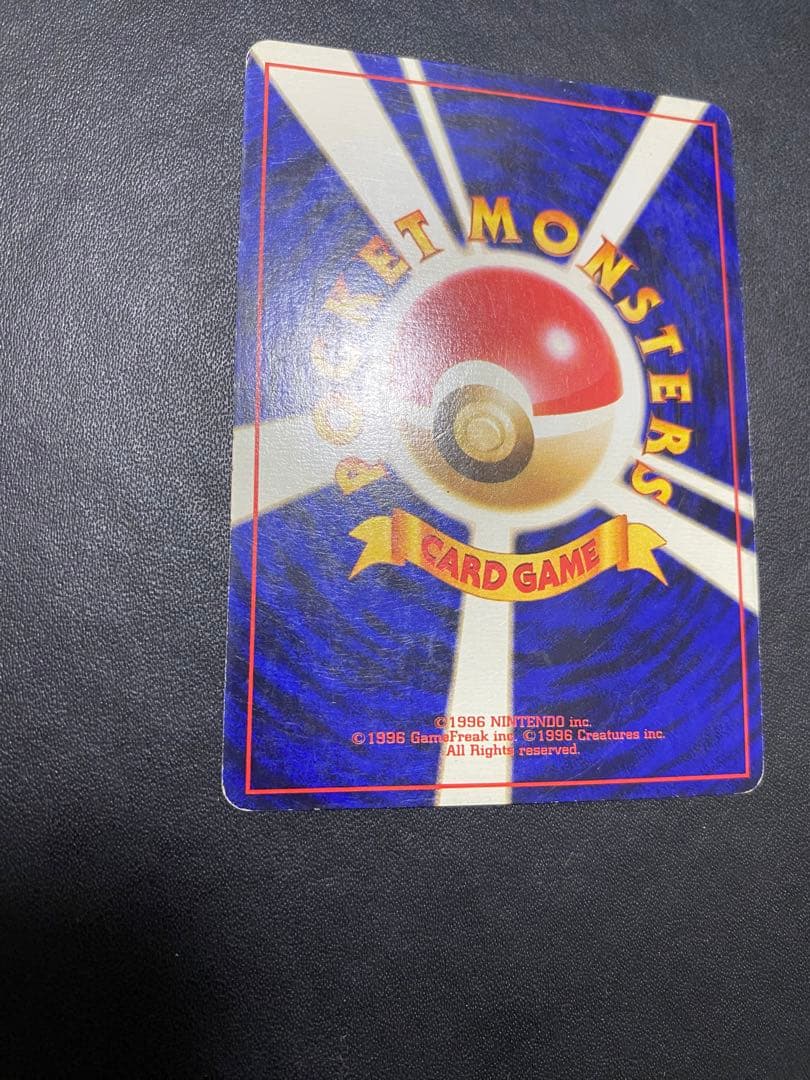 POCKET MONSTERS
CARD GAME
©1996 NINTENDO inc.
©1996 GameFreak inc. ©1996 Creatures inc.
All Rights reserved.